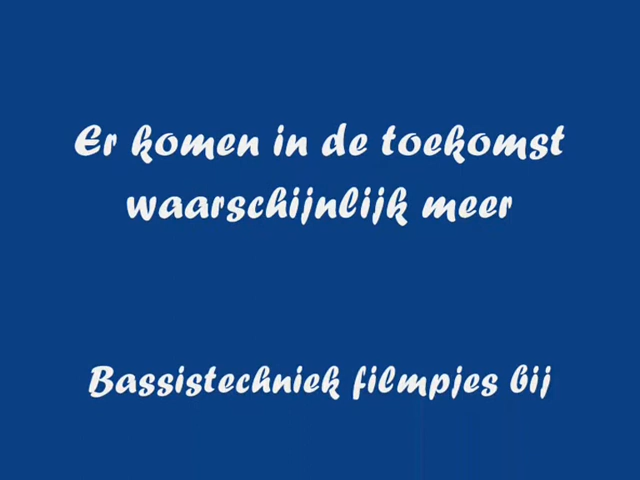 Er komen in de toekomst
waarschijnlijk meer
Bassistechniek filmpjes bij